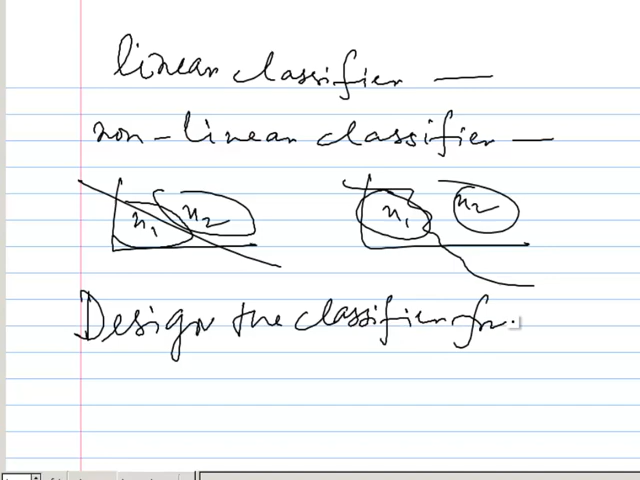 linear classifier —
non-linear classifier —
x1 x2 x1 x2
Design the classifier for.